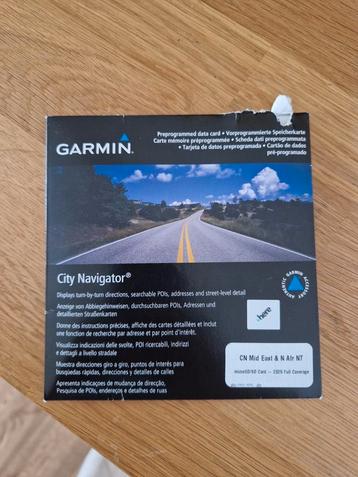 GARMIN
Preprogrammed data card • Vorprogrammierte Speicherkarte
Carte mémoire préprogrammée • Scheda dati preprogrammata
• Tarjeta de datos preprogramada • Cartão de dados
pré-programado
City Navigator®
Displays turn-by-turn directions, searchable POIs, addresses and street-level detail
Anzeige von Abbiegehinweisen, durchsuchbaren POIs, Adressen und
detaillierten Straßenkarten
Donne des instructions précises, affiche des cartes détaillées et inclut
une fonction de recherche par adresse et par point d'intérêt.
Visualizza indicazioni delle svolte, POI ricercabili, indirizzi
e dettagli a livello stradale
Muestra direcciones giro a giro, puntos de interés para
búsquedas rápidas, direcciones y detalles de calles
Apresenta indicaçoes de mudança de direcção,
Pesquisa de POIs, endereços e detalhes de ruas
AUTHENTIC GARMIN ACCESSORY
here
CN Mid East & N Afr NT
microSD/SD Card – 2025 Full Coverage